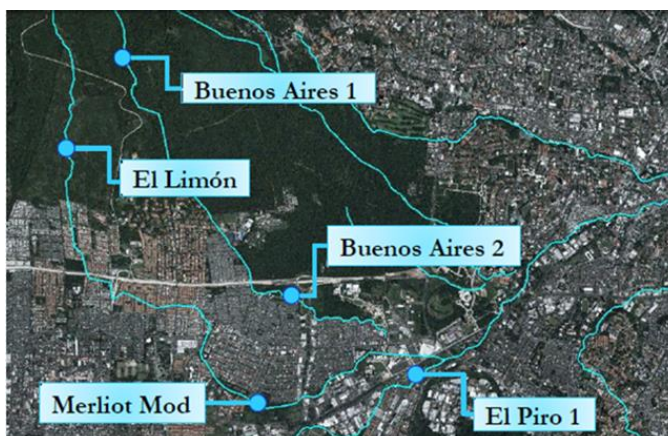 Buenos Aires 1
El Limón
Buenos Aires 2
Merliot Mod
El Piro 1